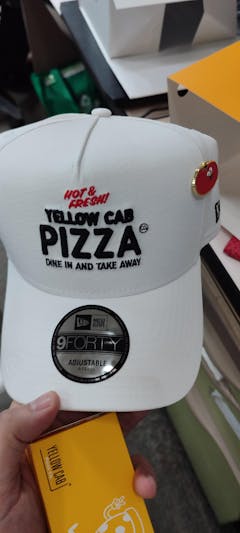 HOT &
FRESH!
YELLOW CAB
PIZZA
DINE IN AND TAKE AWAY
NEW ERA
9FORTY
ADJUSTABLE
YELLOW CAB